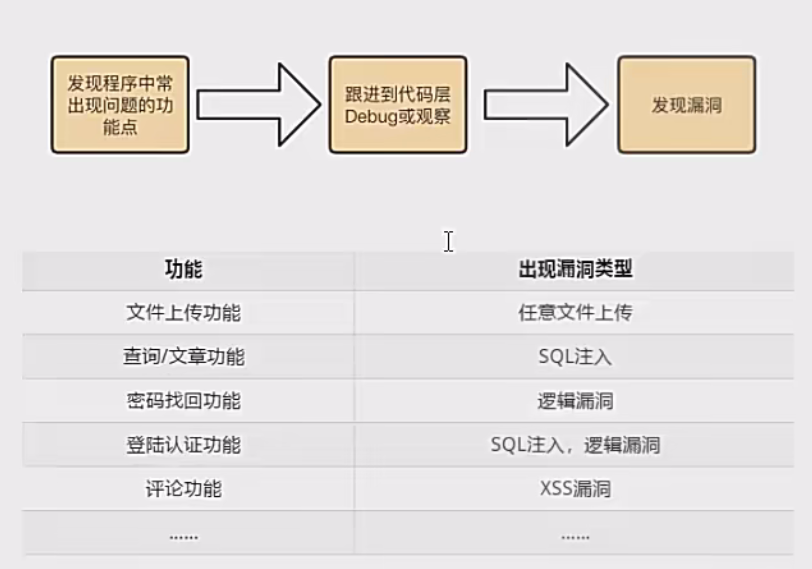 发现程序中常
出现问题的功
能点
跟进到代码层
Debug或观察
发现漏洞
功能 出现漏洞类型
文件上传功能 任意文件上传
查询/文章功能 SQL注入
密码找回功能 逻辑漏洞
登陆认证功能 SQL注入，逻辑漏洞
评论功能 XSS漏洞
...... ......